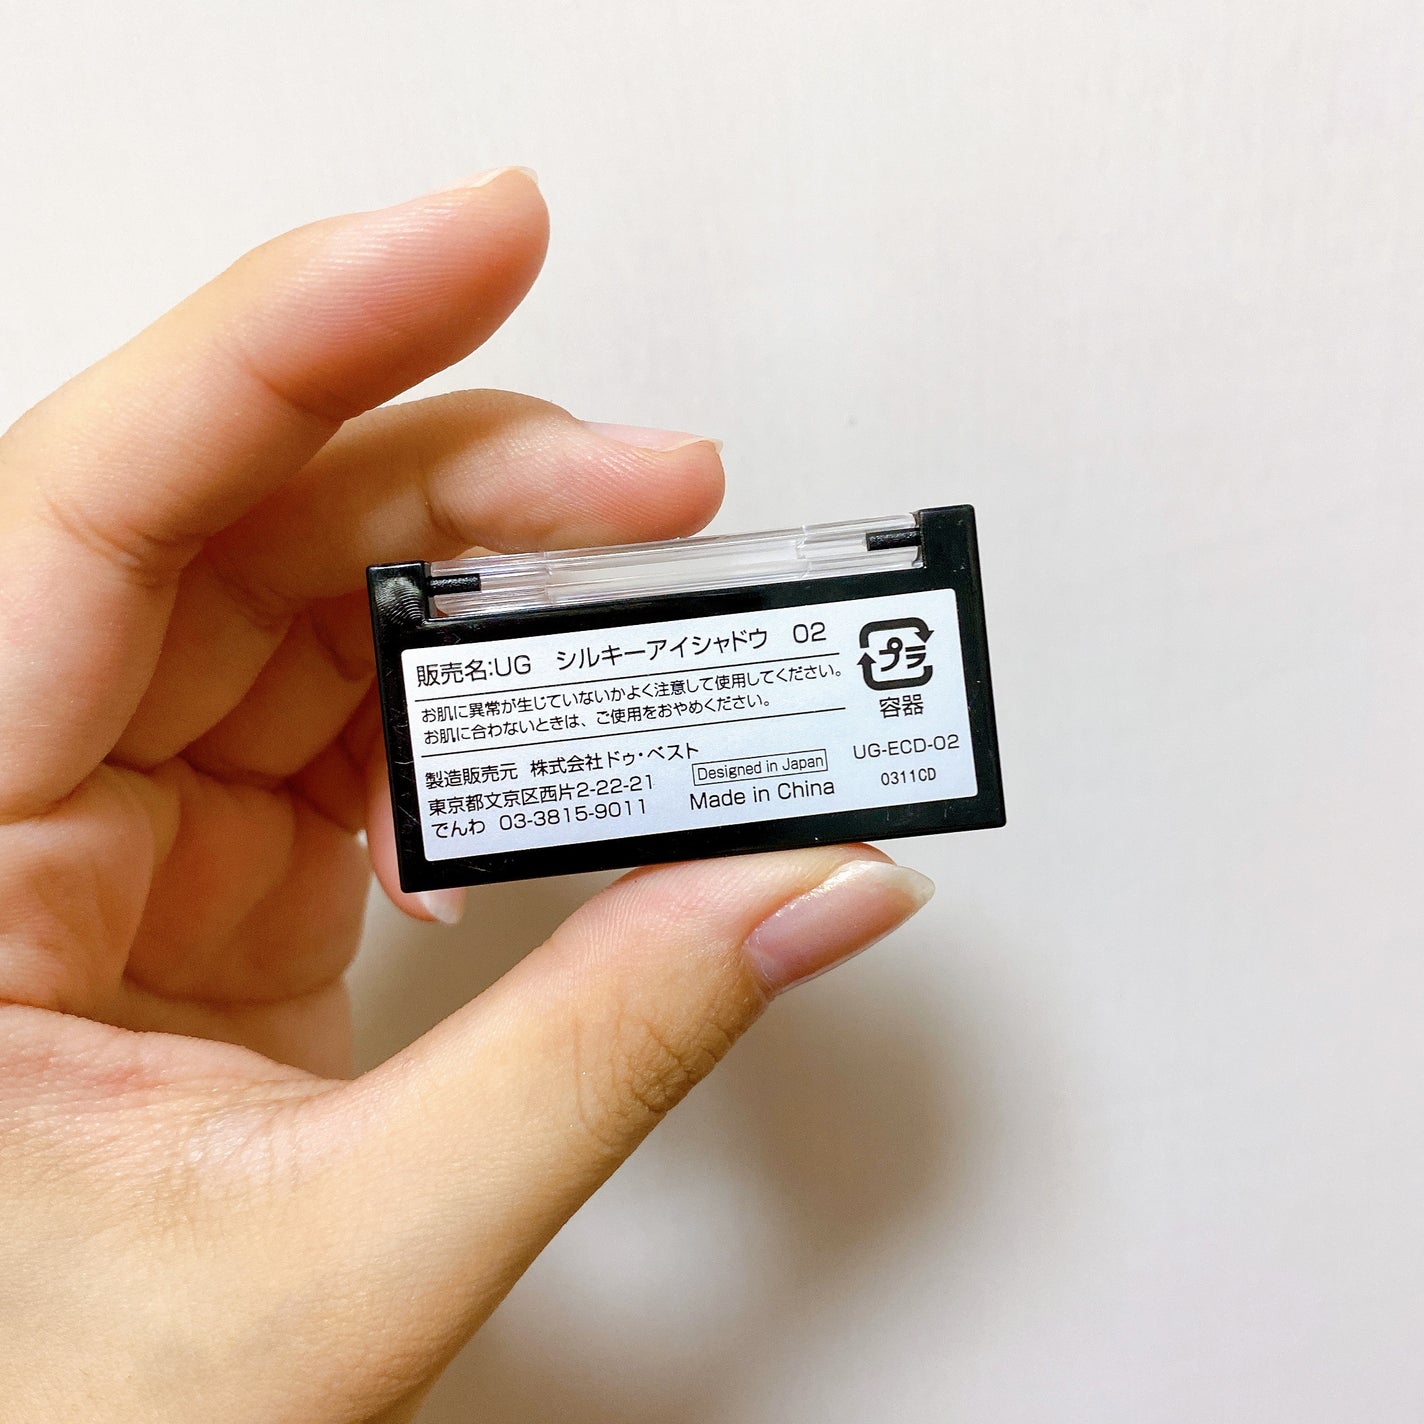 販売名:UG シルキーアイシャドウ 02
お肌に異常が生じていないかよく注意して使用してください。
お肌に合わないときは、ご使用をおやめください。
製造販売元 株式会社ドゥ・ベスト
東京都文京区西片2-22-21
でんわ 03-3815-9011
Designed in Japan
Made in China
プラ
容器
UG-ECD-02
0311CD